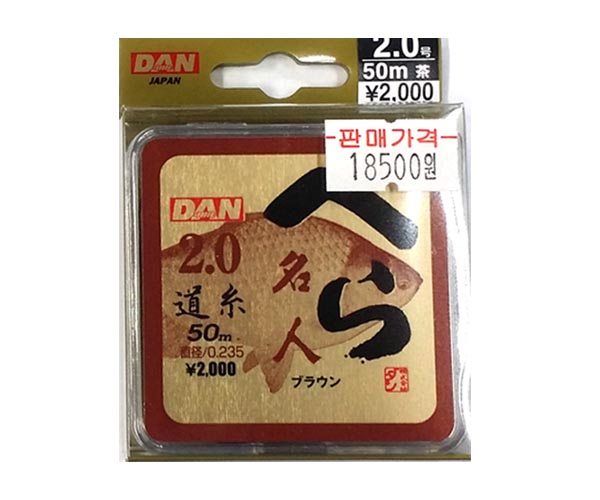 DAN
JAPAN
2.0号
50m 茶
¥2,000
판매가격
18500원
DAN
2.0
道糸
50m
直径/0.235
¥2,000
へら
名人
ブラウン
ダン